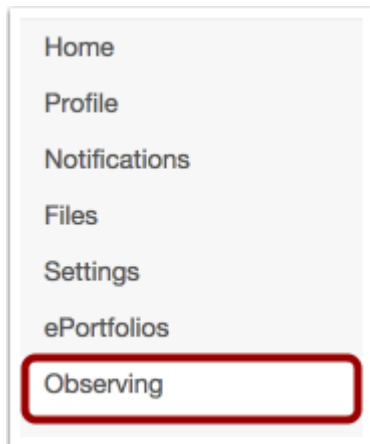 Home
Profile
Notifications
Files
Settings
ePortfolios
Observing